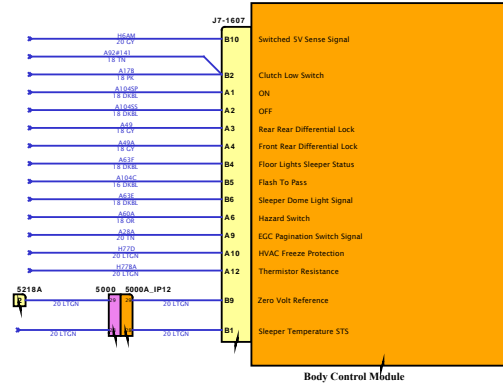 J7-1607
H6AM B10 Switched 5V Sense Signal
20 GY
A92#141
18 TN
A17B B2 Clutch Low Switch
18 PK
A104SP A1 ON
18 DKBL
A104SS A2 OFF
18 DKBL
A49 A3 Rear Rear Differential Lock
18 GY
A49A A4 Front Rear Differential Lock
18 GY
A63F B4 Floor Lights Sleeper Status
18 DKBL
A104C B5 Flash To Pass
16 DKBL
A63E B6 Sleeper Dome Light Signal
18 DKBL
A60A A6 Hazard Switch
18 OR
A28A A9 EGC Pagination Switch Signal
20 TN
H77D A10 HVAC Freeze Protection
20 LTGN
H778A A12 Thermistor Resistance
20 LTGN
5218A 5000 5000A_IP12
B9 Zero Volt Reference
20 LTGN 20 LTGN
B1 Sleeper Temperature STS
20 LTGN 20 LTGN
Body Control Module